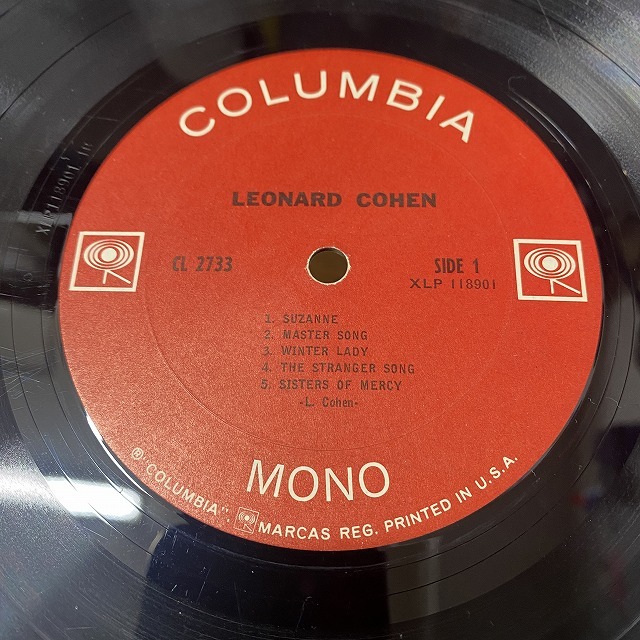 COLUMBIA
LEONARD COHEN
CL 2733
SIDE 1
XLP 118901
1. SUZANNE
2. MASTER SONG
3. WINTER LADY
4. THE STRANGER SONG
5. SISTERS OF MERCY
-L. Cohen-
MONO
® "COLUMBIA", MARCAS REG. PRINTED IN U.S.A.
XLP118901